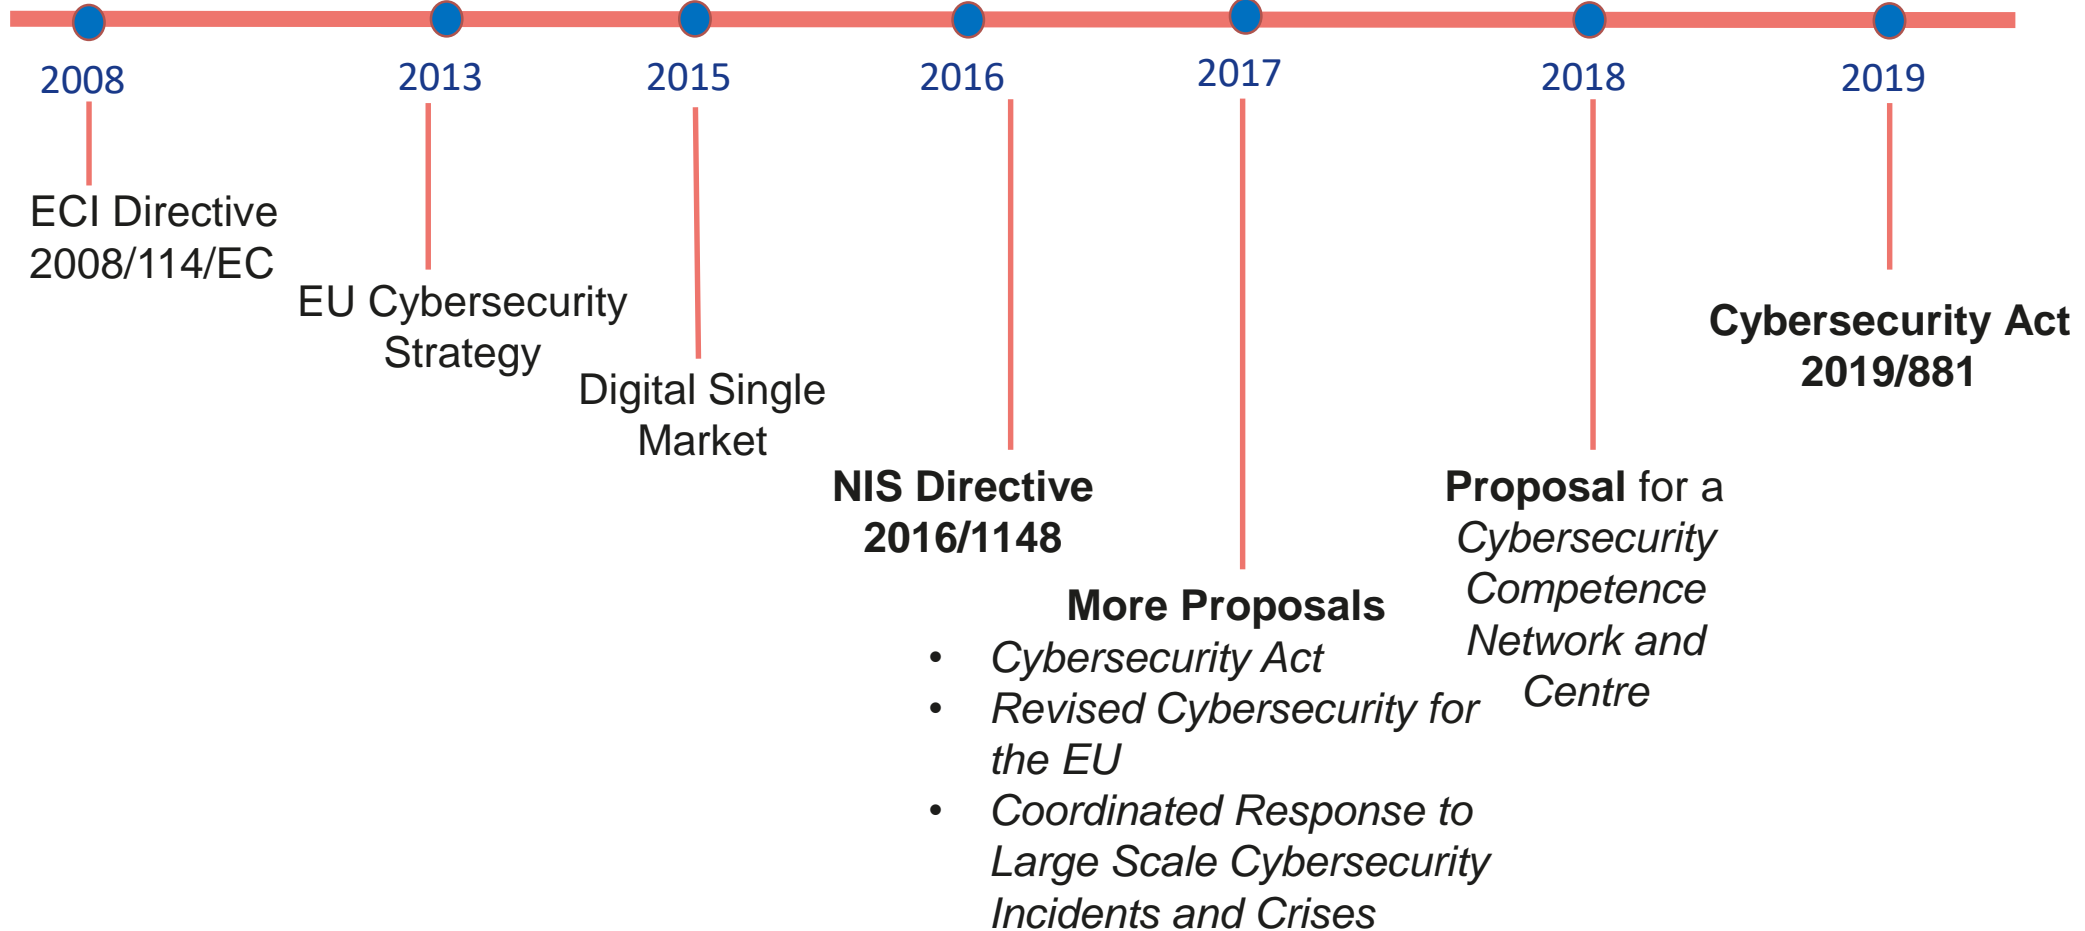 2008
2013
2015
2016
2017
2018
2019
ECI Directive
2008/114/EC
EU Cybersecurity
Strategy
Digital Single
Market
NIS Directive
2016/1148
More Proposals
• Cybersecurity Act
• Revised Cybersecurity for
the EU
• Coordinated Response to
Large Scale Cybersecurity
Incidents and Crises
Proposal for a
Cybersecurity
Competence
Network and
Centre
Cybersecurity Act
2019/881